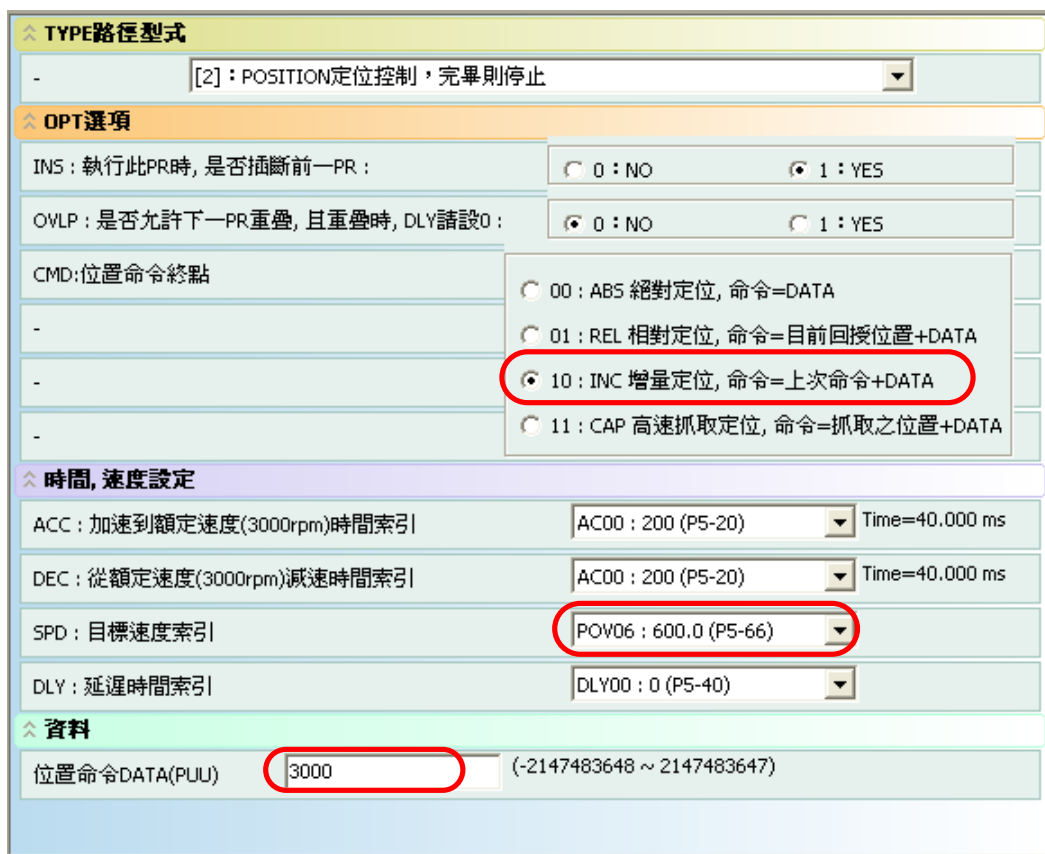 TYPE路徑型式
- [2]：POSITION定位控制，完畢則停止
OPT選項
INS : 執行此PR時, 是否插斷前一PR : 0：NO 1：YES
OVLP : 是否允許下一PR重疊, 且重疊時, DLY請設0 : 0：NO 1：YES
CMD:位置命令終點
00 : ABS 絕對定位, 命令=DATA
- 01 : REL 相對定位, 命令=目前回授位置+DATA
- 10 : INC 增量定位, 命令=上次命令+DATA
- 11 : CAP 高速抓取定位, 命令=抓取之位置+DATA
時間, 速度設定
ACC : 加速到額定速度(3000rpm)時間索引 AC00 : 200 (P5-20) Time=40.000 ms
DEC : 從額定速度(3000rpm)減速時間索引 AC00 : 200 (P5-20) Time=40.000 ms
SPD : 目標速度索引 POV06 : 600.0 (P5-66)
DLY : 延遲時間索引 DLY00 : 0 (P5-40)
資料
位置命令DATA(PUU) 3000 (-2147483648 ~ 2147483647)